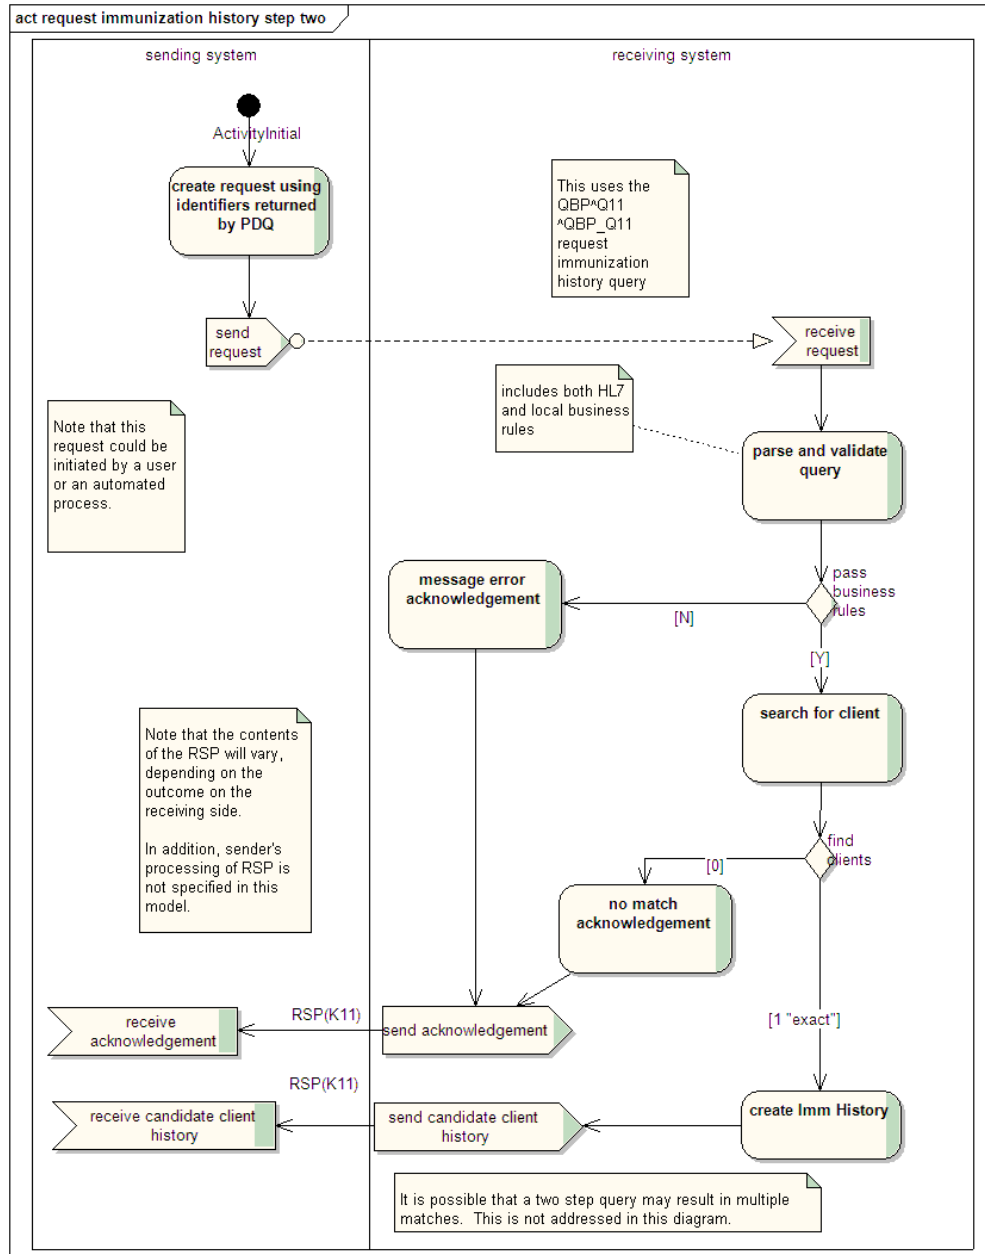 act request immunization history step two
sending system
receiving system
ActivityInitial
create request using
identifiers returned
by PDQ
This uses the
QBP^Q11
^QBP_Q11
request
immunization
history query
send
request
receive
request
includes both HL7
and local business
rules
Note that this
request could be
initiated by a user
or an automated
process.
parse and validate
query
message error
acknowledgement
pass
business
rules
[N]
[Y]
search for client
Note that the contents
of the RSP will vary,
depending on the
outcome on the
receiving side.
In addition, sender's
processing of RSP is
not specified in this
model.
find
clients
[0]
no match
acknowledgement
[1 "exact"]
RSP(K11)
receive
acknowledgement
send acknowledgement
RSP(K11)
receive candidate client
history
send candidate client
history
create Imm History
It is possible that a two step query may result in multiple
matches.  This is not addressed in this diagram.